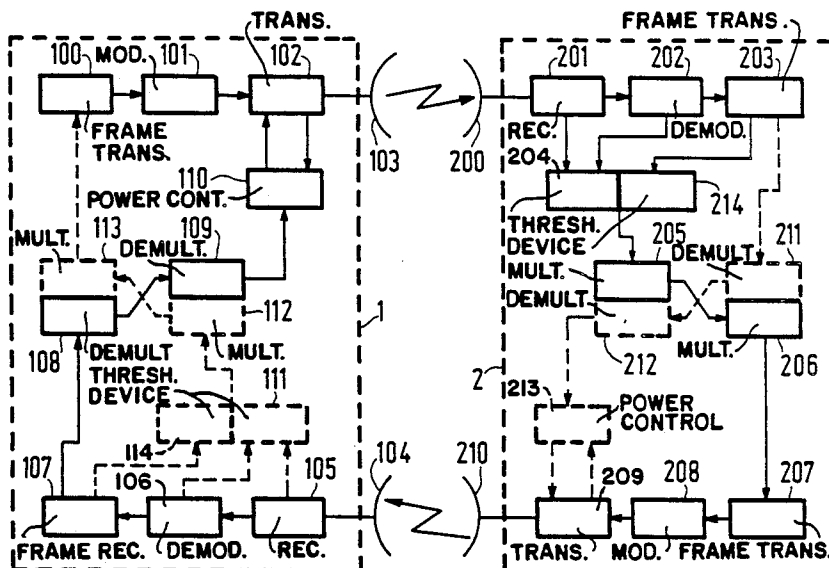 TRANS.
FRAME TRANS.
100
MOD.
101
102
201
202
203
FRAME
TRANS.
103
200
REC.
DEMOD.
204
110
POWER CONT.
214
THRESH.
DEVICE
113
MULT.
DEMULT.
109
205
DEMULT.
211
MULT.
DEMULT.
112
1
MULT.
108
DEMULT
THRESH.
DEVICE
111
2
212
MULT.
206
213
POWER
CONTROL
114
107
106
105
104
210
209
208
207
FRAME REC.
DEMOD.
REC.
TRANS.
MOD.
FRAME TRANS.